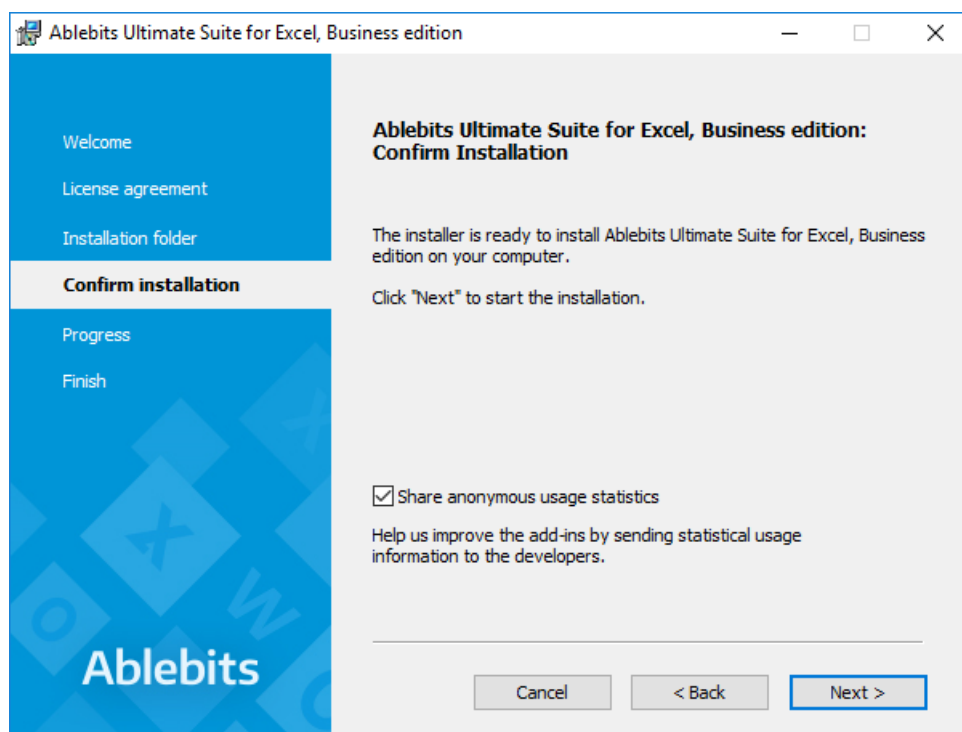 Ablebits Ultimate Suite for Excel, Business edition
Welcome
License agreement
Installation folder
Confirm installation
Progress
Finish
Ablebits
Ablebits Ultimate Suite for Excel, Business edition:
Confirm Installation
The installer is ready to install Ablebits Ultimate Suite for Excel, Business
edition on your computer.
Click "Next" to start the installation.
Share anonymous usage statistics
Help us improve the add-ins by sending statistical usage
information to the developers.
Cancel
< Back
Next >